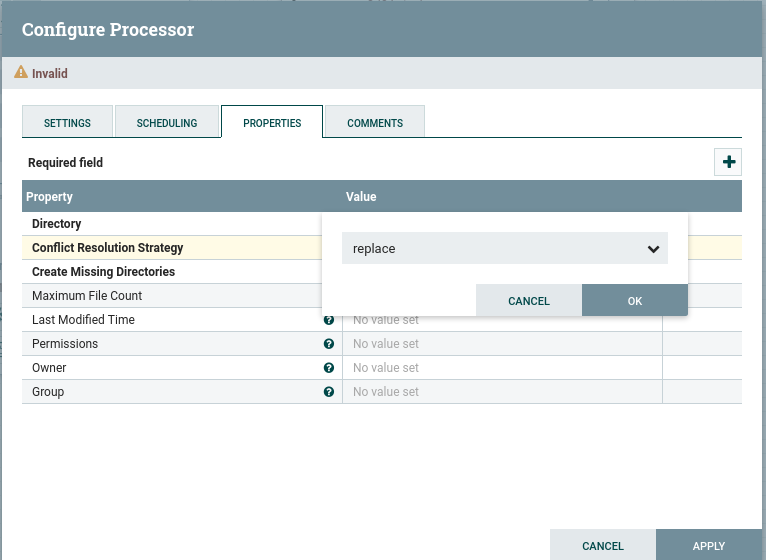 Configure Processor
Invalid
SETTINGS SCHEDULING PROPERTIES COMMENTS
Required field
Property Value
Directory
Conflict Resolution Strategy replace
Create Missing Directories
Maximum File Count CANCEL OK
Last Modified Time No value set
Permissions No value set
Owner No value set
Group No value set
CANCEL APPLY